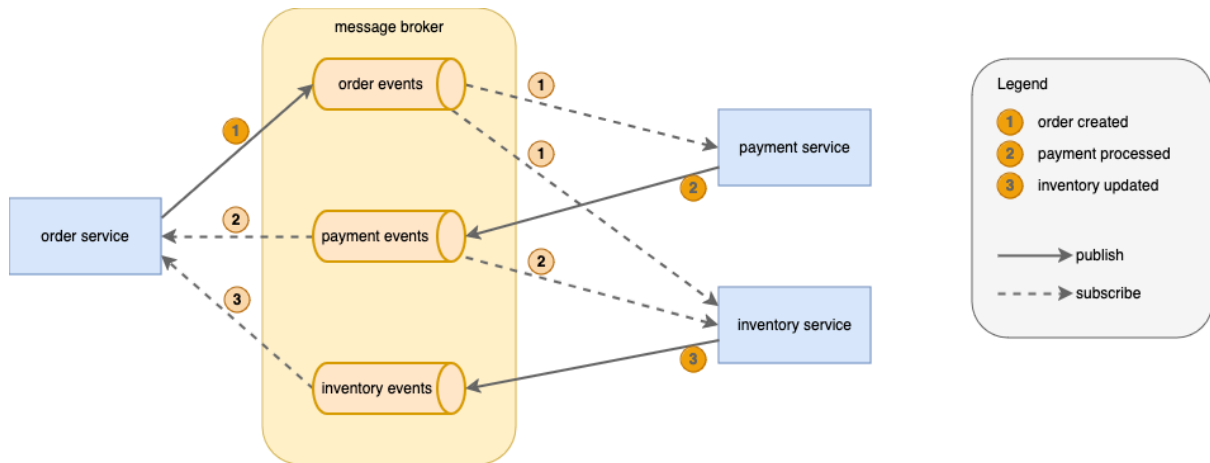 message broker
order events
1
1
1
payment service
2
order service
2
payment events
2
3
inventory service
3
inventory events
Legend
1 order created
2 payment processed
3 inventory updated
publish
subscribe